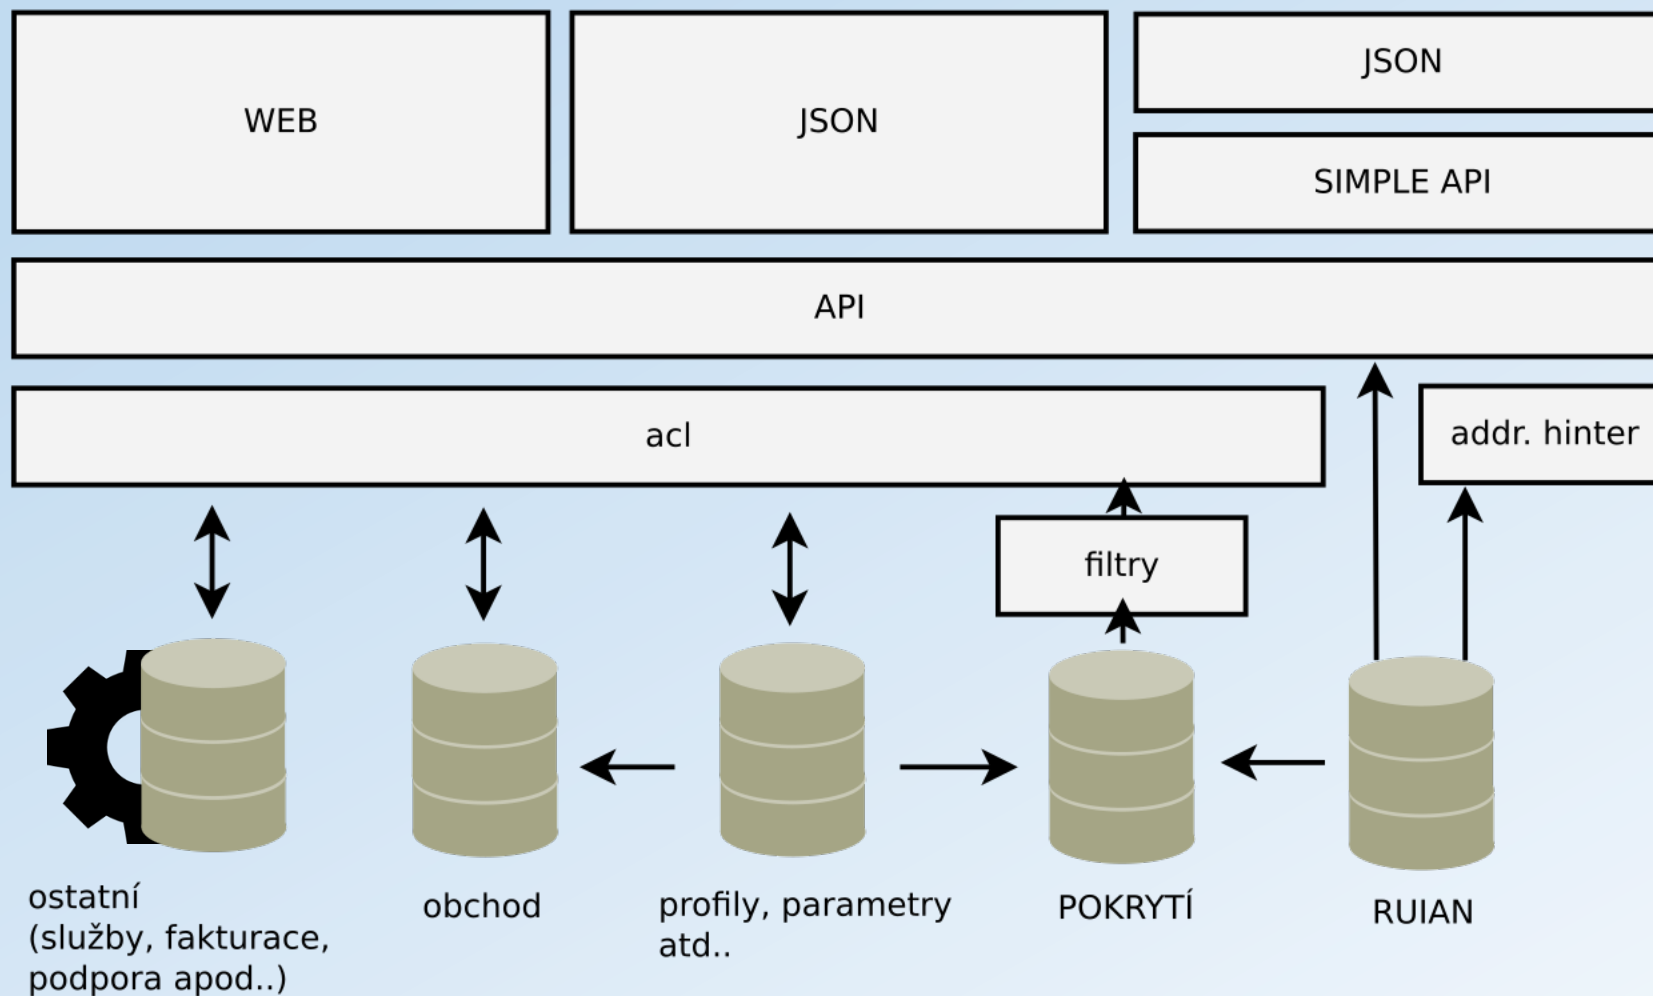 WEB
JSON
JSON
SIMPLE API
API
acl
addr. hinter
filtry
ostatní
(služby, fakturace,
podpora apod..)
obchod
profily, parametry
atd..
POKRYTÍ
RUIAN